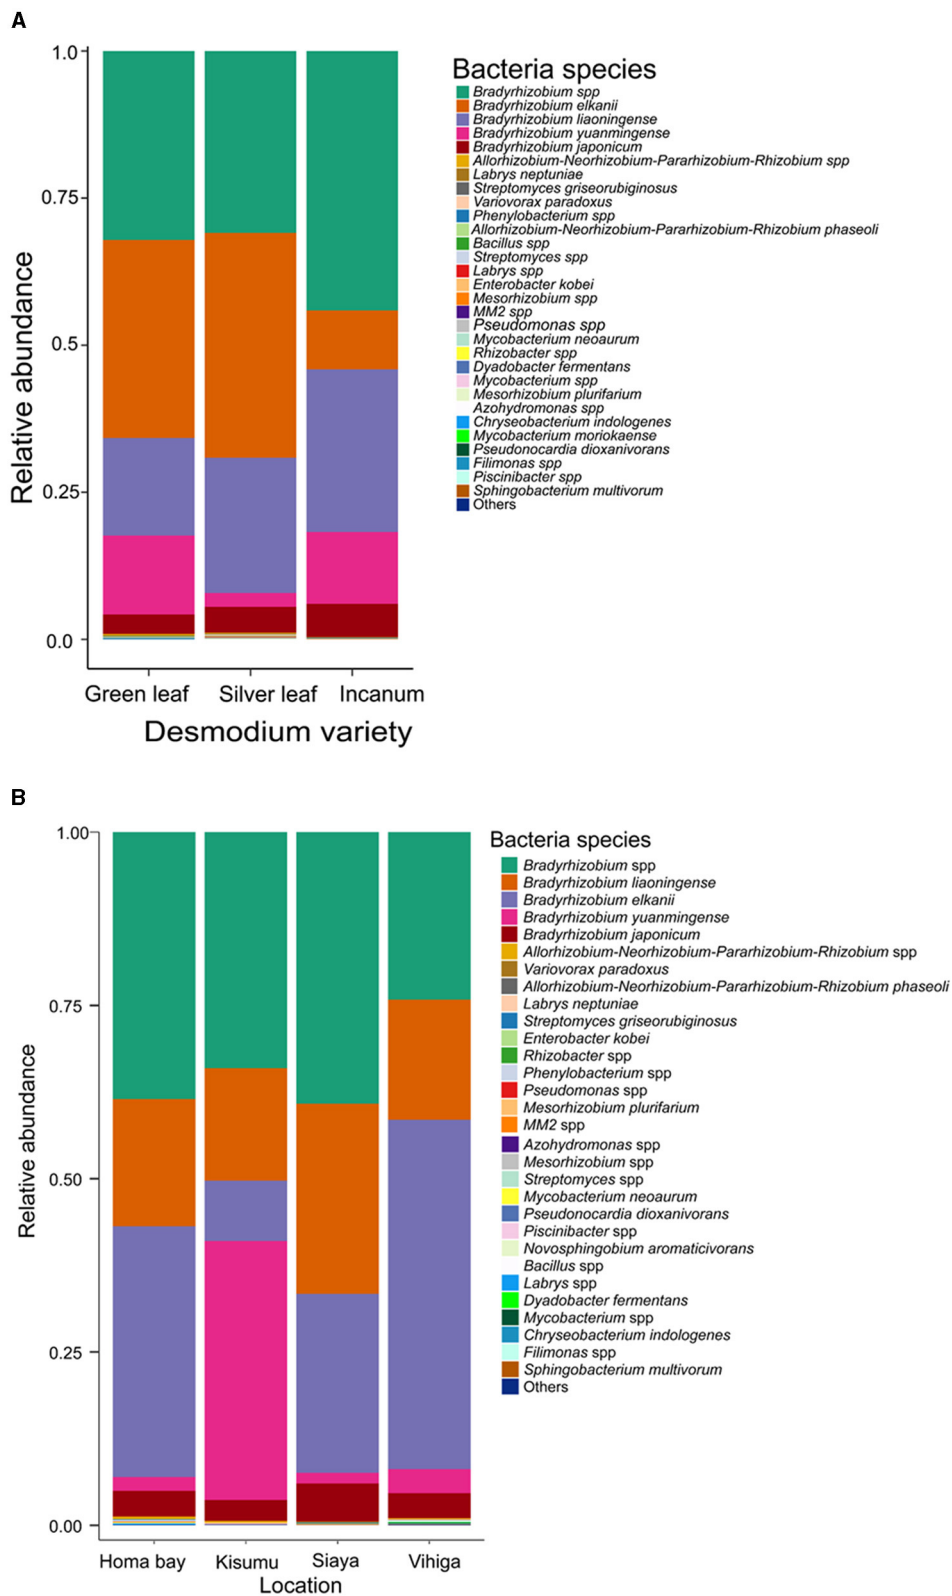 A
Relative abundance
1.0
0.75
0.5
0.25
0.0
Green leaf
Silver leaf
Incanum
Desmodium variety
Bacteria species
Bradyrhizobium spp
Bradyrhizobium elkanii
Bradyrhizobium liaoningense
Bradyrhizobium yuanmingense
Bradyrhizobium japonicum
Allorhizobium-Neorhizobium-Pararhizobium-Rhizobium spp
Labrys neptuniae
Streptomyces griseorubiginosus
Variovorax paradoxus
Phenylobacterium spp
Allorhizobium-Neorhizobium-Pararhizobium-Rhizobium phaseoli
Bacillus spp
Streptomyces spp
Labrys spp
Enterobacter kobei
Mesorhizobium spp
MM2 spp
Pseudomonas spp
Mycobacterium neoaurum
Rhizobacter spp
Dyadobacter fermentans
Mycobacterium spp
Mesorhizobium plurifarium
Azohydromonas spp
Chryseobacterium indologenes
Mycobacterium moriokaense
Pseudonocardia dioxanivorans
Filimonas spp
Piscinibacter spp
Sphingobacterium multivorum
Others
B
Relative abundance
1.00
0.75
0.50
0.25
0.00
Homa bay
Kisumu
Siaya
Vihiga
Location
Bacteria species
Bradyrhizobium spp
Bradyrhizobium liaoningense
Bradyrhizobium elkanii
Bradyrhizobium yuanmingense
Bradyrhizobium japonicum
Allorhizobium-Neorhizobium-Pararhizobium-Rhizobium spp
Variovorax paradoxus
Allorhizobium-Neorhizobium-Pararhizobium-Rhizobium phaseoli
Labrys neptuniae
Streptomyces griseorubiginosus
Enterobacter kobei
Rhizobacter spp
Phenylobacterium spp
Pseudomonas spp
Mesorhizobium plurifarium
MM2 spp
Azohydromonas spp
Mesorhizobium spp
Streptomyces spp
Mycobacterium neoaurum
Pseudonocardia dioxanivorans
Piscinibacter spp
Novosphingobium aromaticivorans
Bacillus spp
Labrys spp
Dyadobacter fermentans
Mycobacterium spp
Chryseobacterium indologenes
Filimonas spp
Sphingobacterium multivorum
Others